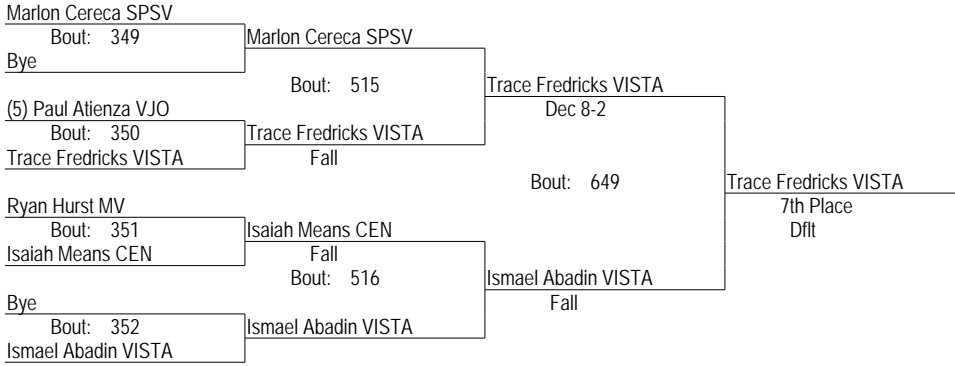 Marlon Cereca SPSV
Bout: 349
Bye
Marlon Cereca SPSV
Bout: 515
(5) Paul Atienza VJO
Bout: 350
Trace Fredricks VISTA
Trace Fredricks VISTA
Fall
Trace Fredricks VISTA
Dec 8-2
Bout: 649
Ryan Hurst MV
Bout: 351
Isaiah Means CEN
Isaiah Means CEN
Fall
Bout: 516
Bye
Bout: 352
Ismael Abadin VISTA
Ismael Abadin VISTA
Ismael Abadin VISTA
Fall
Trace Fredricks VISTA
7th Place
Dflt